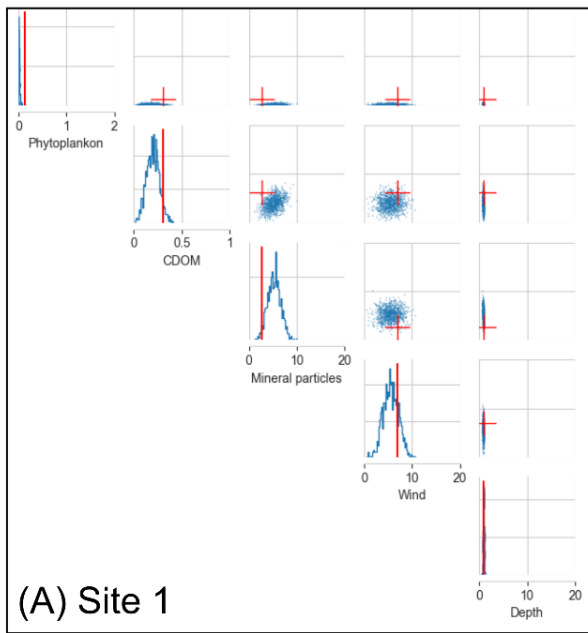 0 1 2
Phytoplankon
0 0.5 1
CDOM
0 10 20
Mineral particles
0 10 20
Wind
0 10 20
Depth
(A) Site 1